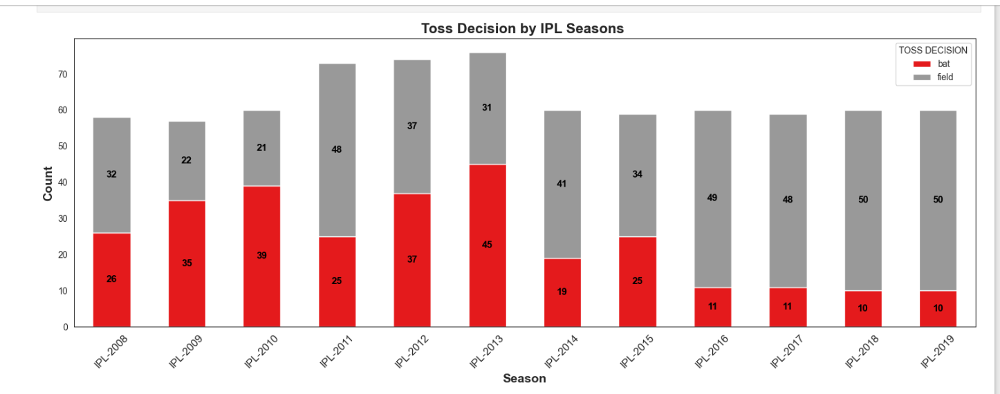 Toss Decision by IPL Seasons
TOSS DECISION
bat
field
Count
70
60
50
40
30
20
10
0
32 22 21 48 37 31 41 34 49 48 50 50
26 35 39 25 37 45 19 25 11 11 10 10
IPL-2008 IPL-2009 IPL-2010 IPL-2011 IPL-2012 IPL-2013 IPL-2014 IPL-2015 IPL-2016 IPL-2017 IPL-2018 IPL-2019
Season